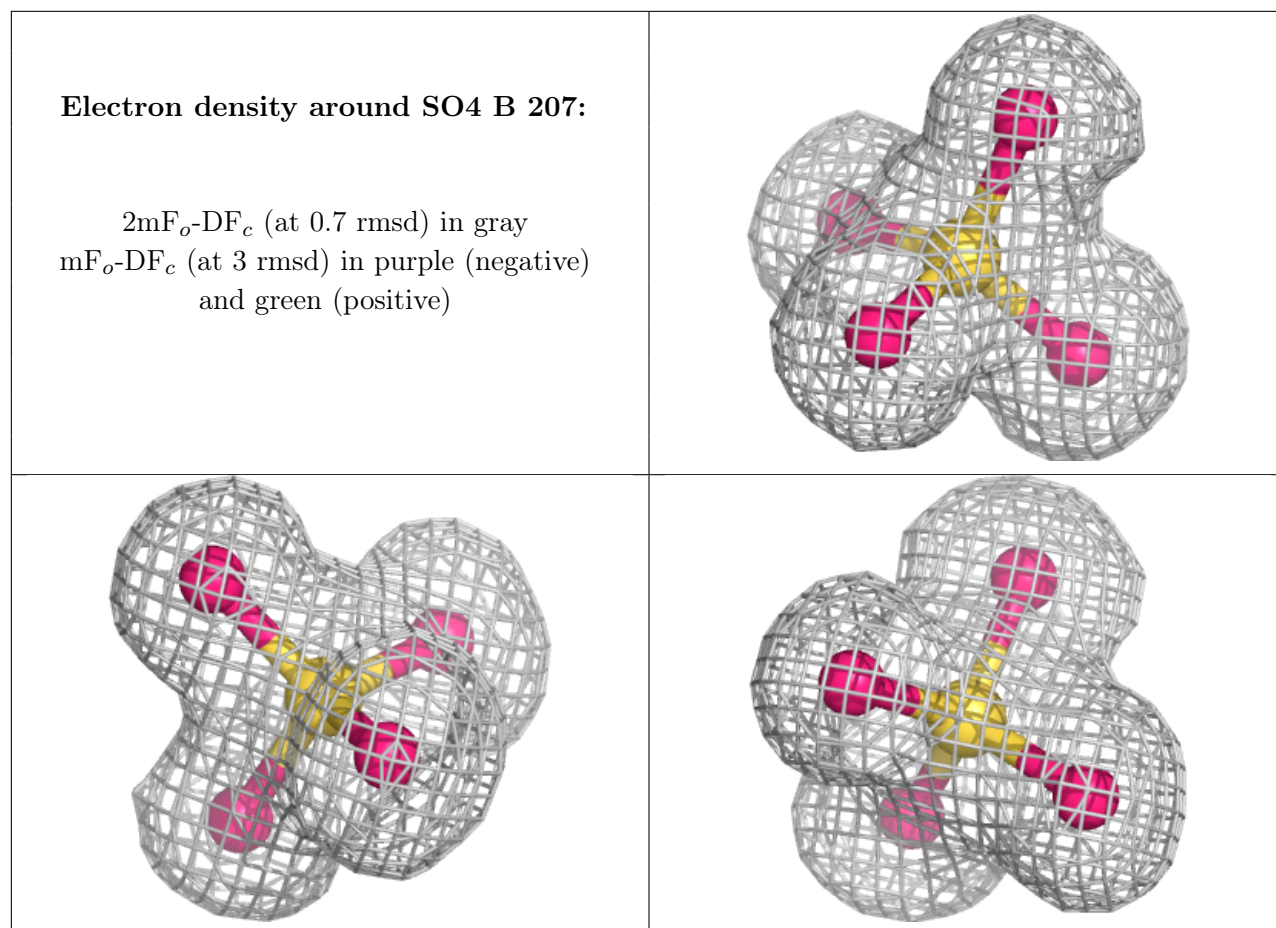 Electron density around SO4 B 207:
2mFo-DFc (at 0.7 rmsd) in gray
mFo-DFc (at 3 rmsd) in purple (negative)
and green (positive)